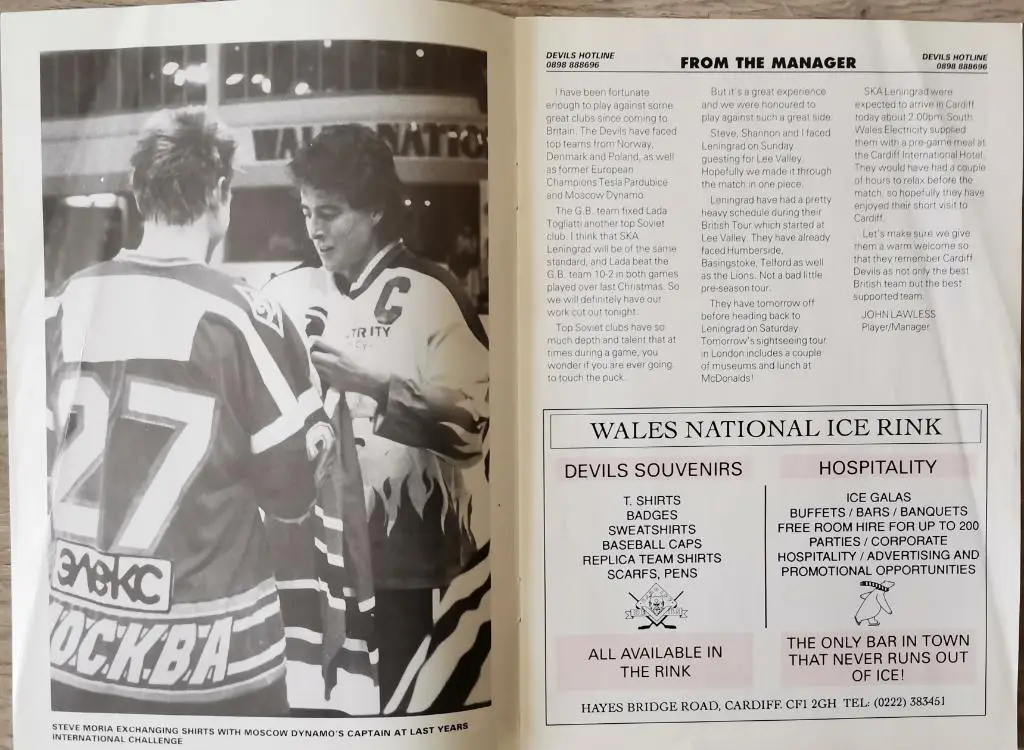 WALES NATIO
C
TRITY
27
ЭЛЕКС
О.С.К.В.А
STEVE MORIA EXCHANGING SHIRTS WITH MOSCOW DYNAMO'S CAPTAIN AT LAST YEARS
INTERNATIONAL CHALLENGE
DEVILS HOTLINE
0898 888696
FROM THE MANAGER
DEVILS HOTLINE
0898 888696
I have been fortunate
enough to play against some
great clubs since coming to
Britain. The Devils have faced
top teams from Norway,
Denmark and Poland, as well
as former European
Champions Tesla Pardubice
and Moscow Dynamo.
The G.B. team fixed Lada
Togliatti another top Soviet
club. I think that SKA
Leningrad will be of the same
standard, and Lada beat the
G.B. team 10-2 in both games
played over last Christmas. So
we will definitely have our
work cut out tonight.
Top Soviet clubs have so
much depth and talent that at
times during a game, you
wonder if you are ever going
to touch the puck.
But it's a great experience
and we were honoured to
play against such a great side.
Steve, Shannon and I faced
Leningrad on Sunday
guesting for Lee Valley.
Hopefully we made it through
the match in one piece.
Leningrad have had a pretty
heavy schedule during their
British Tour which started at
Lee Valley. They have already
faced Humberside,
Basingstoke, Telford as well
as the Lions. Not a bad little
pre-season tour.
They have tomorrow off
before heading back to
Leningrad on Saturday.
Tomorrow's sightseeing tour
in London includes a couple
of museums and lunch at
McDonalds!
SKA Leningrad were
expected to arrive in Cardiff
today about 2.00pm. South
Wales Electricity supplied
them with a pre-game meal at
the Cardiff International Hotel.
They would have had a couple
of hours to relax before the
match, so hopefully they have
enjoyed their short visit to
Cardiff.
Let's make sure we give
them a warm welcome so
that they remember Cardiff
Devils as not only the best
British team but the best
supported team.
JOHN LAWLESS
Player/Manager
WALES NATIONAL ICE RINK
DEVILS SOUVENIRS
T. SHIRTS
BADGES
SWEATSHIRTS
BASEBALL CAPS
REPLICA TEAM SHIRTS
SCARFS, PENS
ALL AVAILABLE IN
THE RINK
HOSPITALITY
ICE GALAS
BUFFETS / BARS / BANQUETS
FREE ROOM HIRE FOR UP TO 200
PARTIES / CORPORATE
HOSPITALITY / ADVERTISING AND
PROMOTIONAL OPPORTUNITIES
THE ONLY BAR IN TOWN
THAT NEVER RUNS OUT
OF ICE!
HAYES BRIDGE ROAD, CARDIFF. CF1 2GH TEL: (0222) 383451